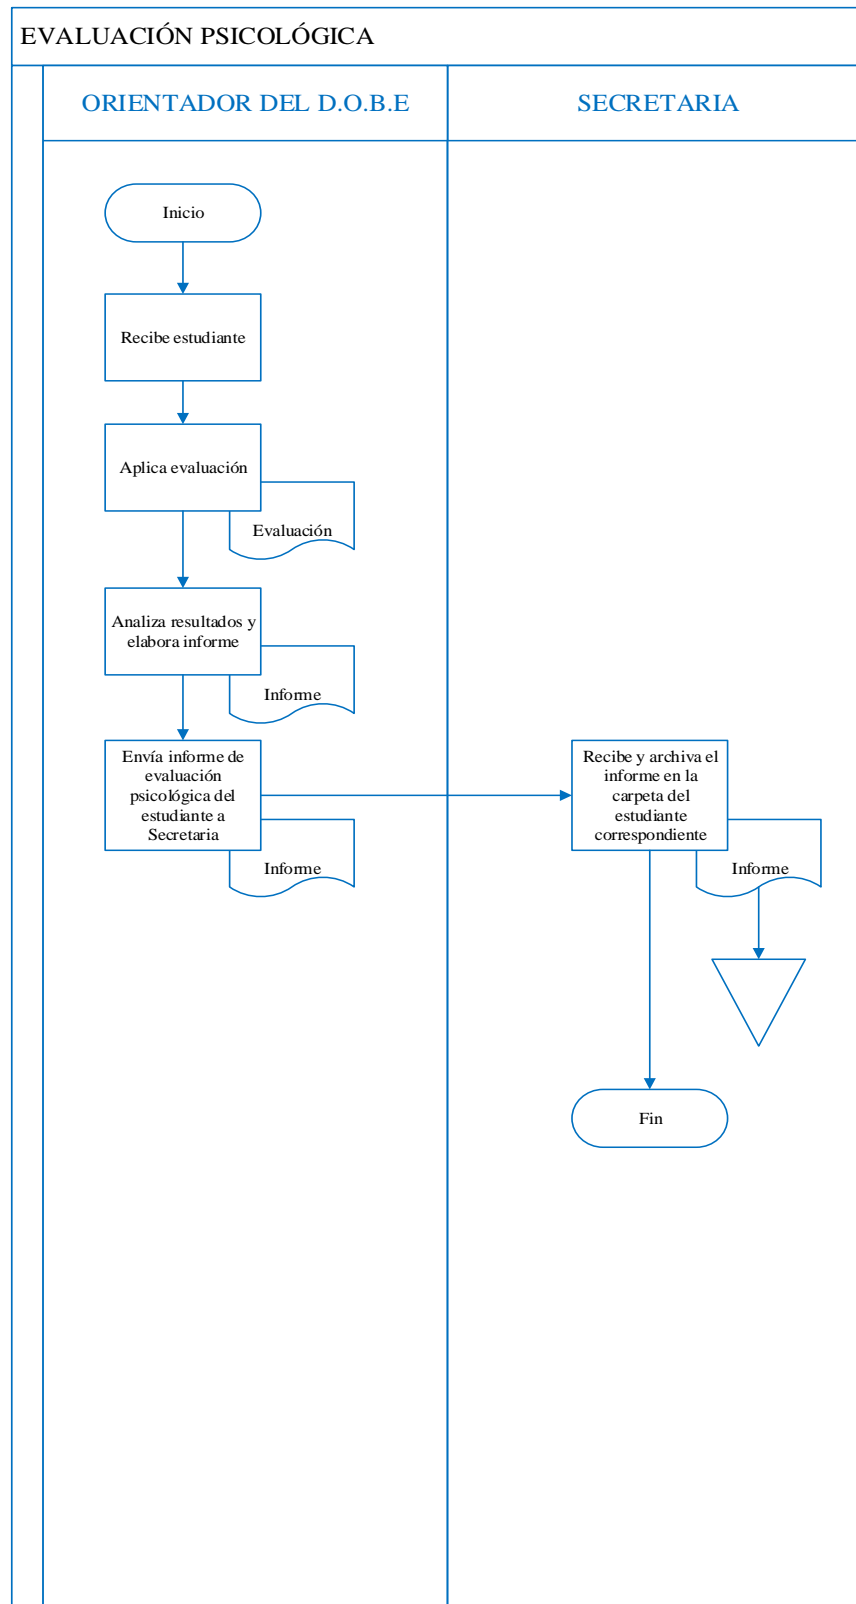 EVALUACIÓN PSICOLÓGICA
ORIENTADOR DEL D.O.B.E
SECRETARIA
Inicio
Recibe estudiante
Aplica evaluación
Evaluación
Analiza resultados y
elabora informe
Informe
Envía informe de
evaluación
psicológica del
estudiante a
Secretaria
Informe
Recibe y archiva el
informe en la
carpeta del
estudiante
correspondiente
Informe
Fin